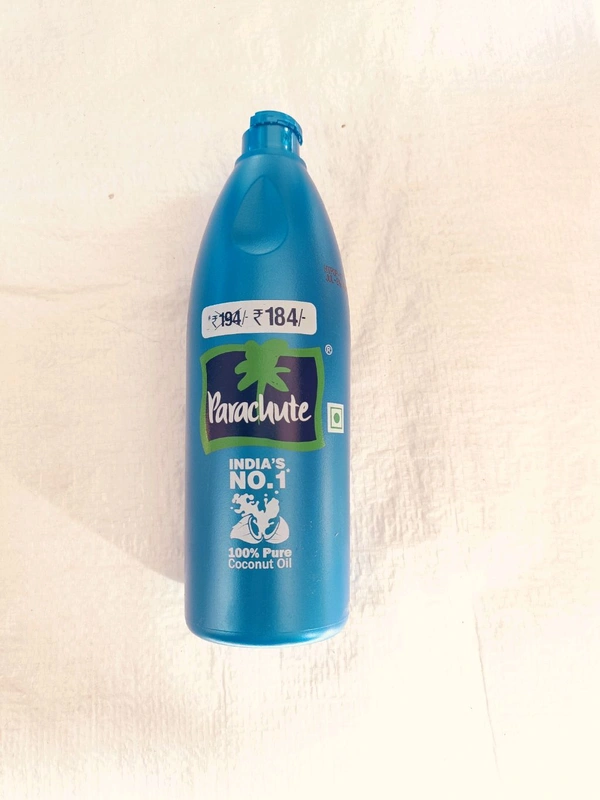 *₹194/- ₹184/-
®
Parachute
INDIA'S
NO.1*
100% Pure
Coconut Oil